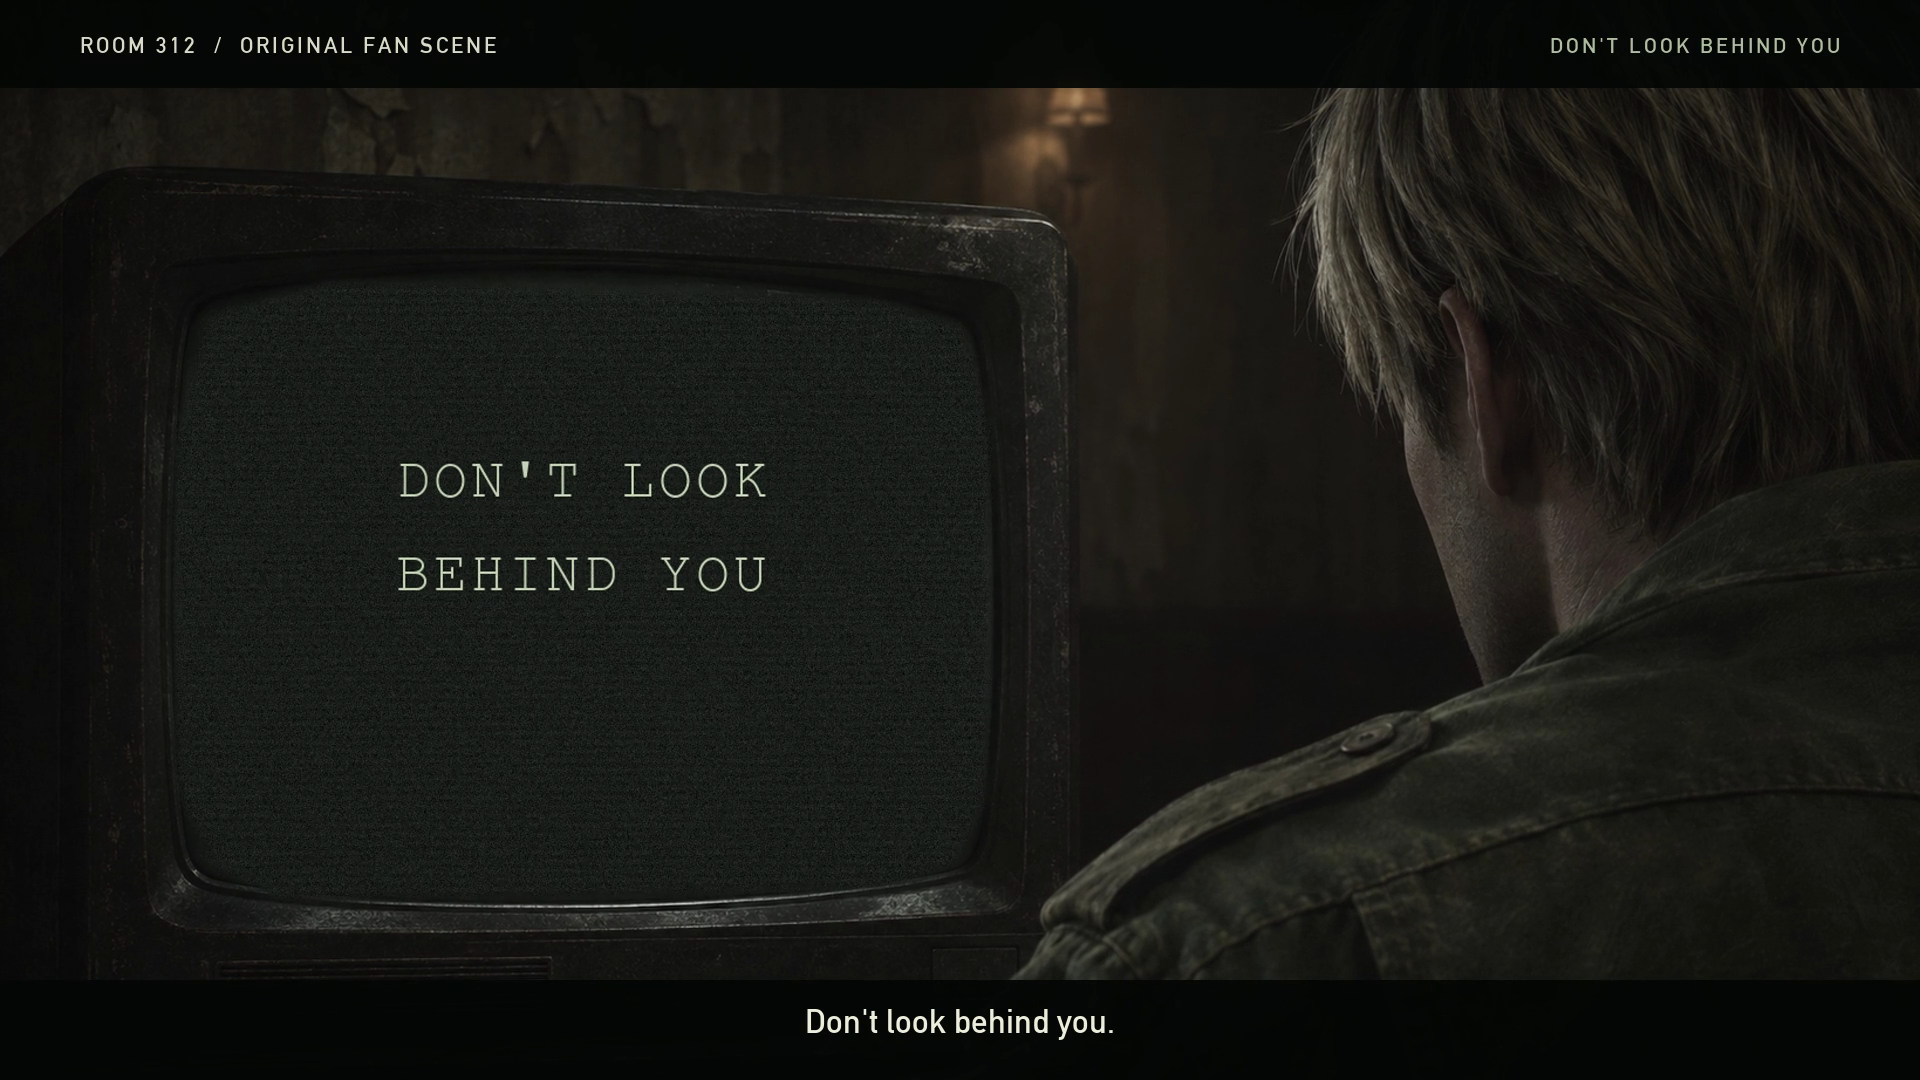 ROOM 312 / ORIGINAL FAN SCENE
DON'T LOOK BEHIND YOU
DON'T LOOK
BEHIND YOU
Don't look behind you.